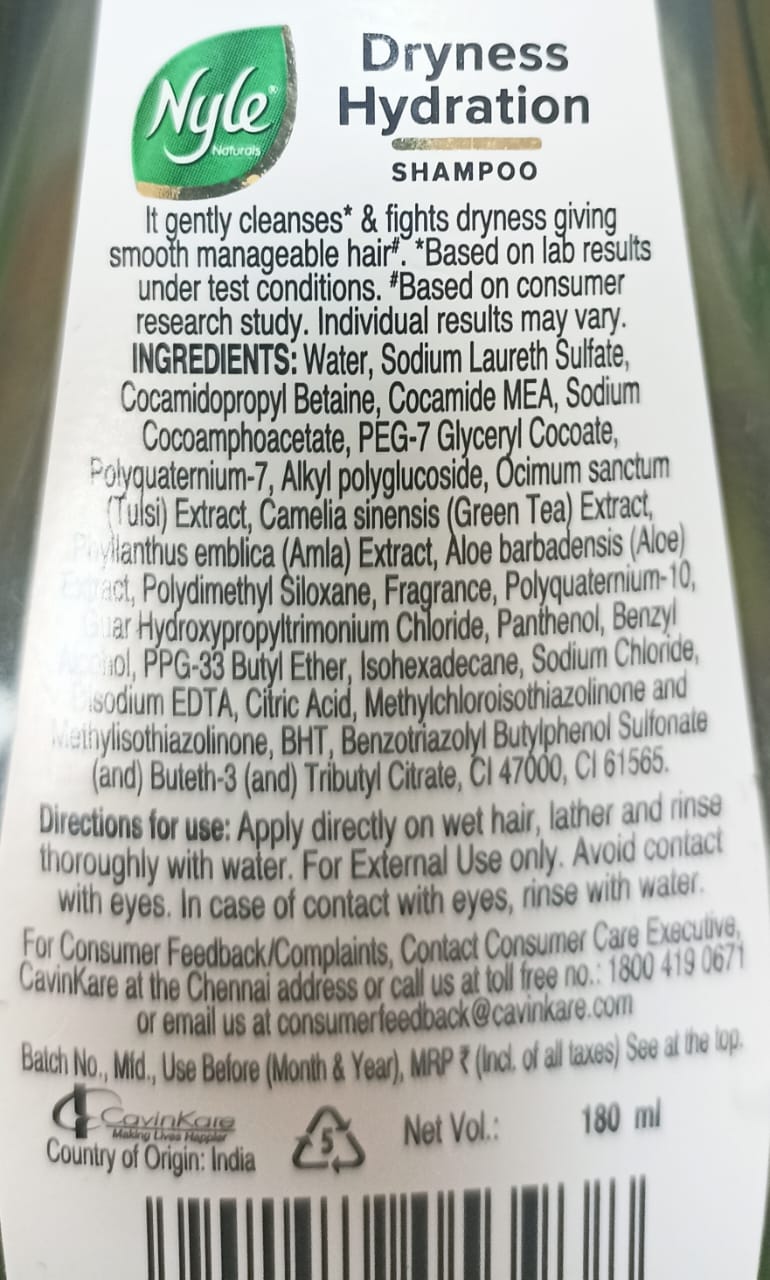 Nyle®
Naturals
Dryness
Hydration
SHAMPOO
It gently cleanses* & fights dryness giving
smooth manageable hair#. *Based on lab results
under test conditions. #Based on consumer
research study. Individual results may vary.
INGREDIENTS: Water, Sodium Laureth Sulfate,
Cocamidopropyl Betaine, Cocamide MEA, Sodium
Cocoamphoacetate, PEG-7 Glyceryl Cocoate,
Polyquaternium-7, Alkyl polyglucoside, Ocimum sanctum
(Tulsi) Extract, Camelia sinensis (Green Tea) Extract,
Phyllanthus emblica (Amla) Extract, Aloe barbadensis (Aloe)
Extract, Polydimethyl Siloxane, Fragrance, Polyquaternium-10,
Guar Hydroxypropyltrimonium Chloride, Panthenol, Benzyl
Alcohol, PPG-33 Butyl Ether, Isohexadecane, Sodium Chloride,
Disodium EDTA, Citric Acid, Methylchloroisothiazolinone and
Methylisothiazolinone, BHT, Benzotriazolyl Butylphenol Sulfonate
(and) Buteth-3 (and) Tributyl Citrate, CI 47000, CI 61565.
Directions for use: Apply directly on wet hair, lather and rinse
thoroughly with water. For External Use only. Avoid contact
with eyes. In case of contact with eyes, rinse with water.
For Consumer Feedback/Complaints, Contact Consumer Care Executive,
CavinKare at the Chennai address or call us at toll free no.: 1800 419 0671
or email us at consumerfeedback@cavinkare.com
Batch No., Mfd., Use Before (Month & Year), MRP ₹ (Incl. of all taxes) See at the top.
CavinKare
Making Lives Happier
Country of Origin: India
5
Net Vol.: 180 ml